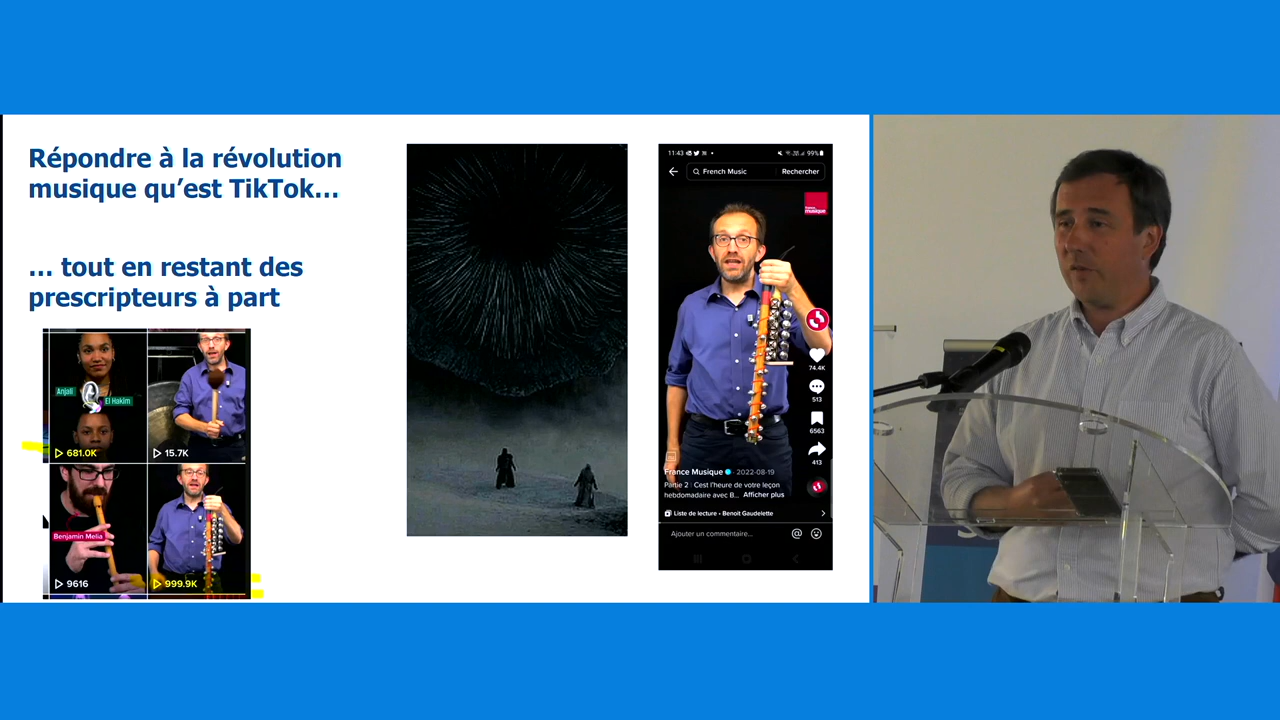 Répondre à la révolution
musique qu'est TikTok...
... tout en restant des
prescripteurs à part
Anjali
El Hakim
681.0K
15.7K
Benjamin Melia
9616
999.9K
11:43
99%
French Music
Rechercher
france
musique
74.4K
513
6563
413
France Musique · 2022-08-19
Partie 2 : Cest l'heure de votre leçon
hebdomadaire avec B... Afficher plus
Liste de lecture • Benoit Gaudelette
Ajouter un commentaire...